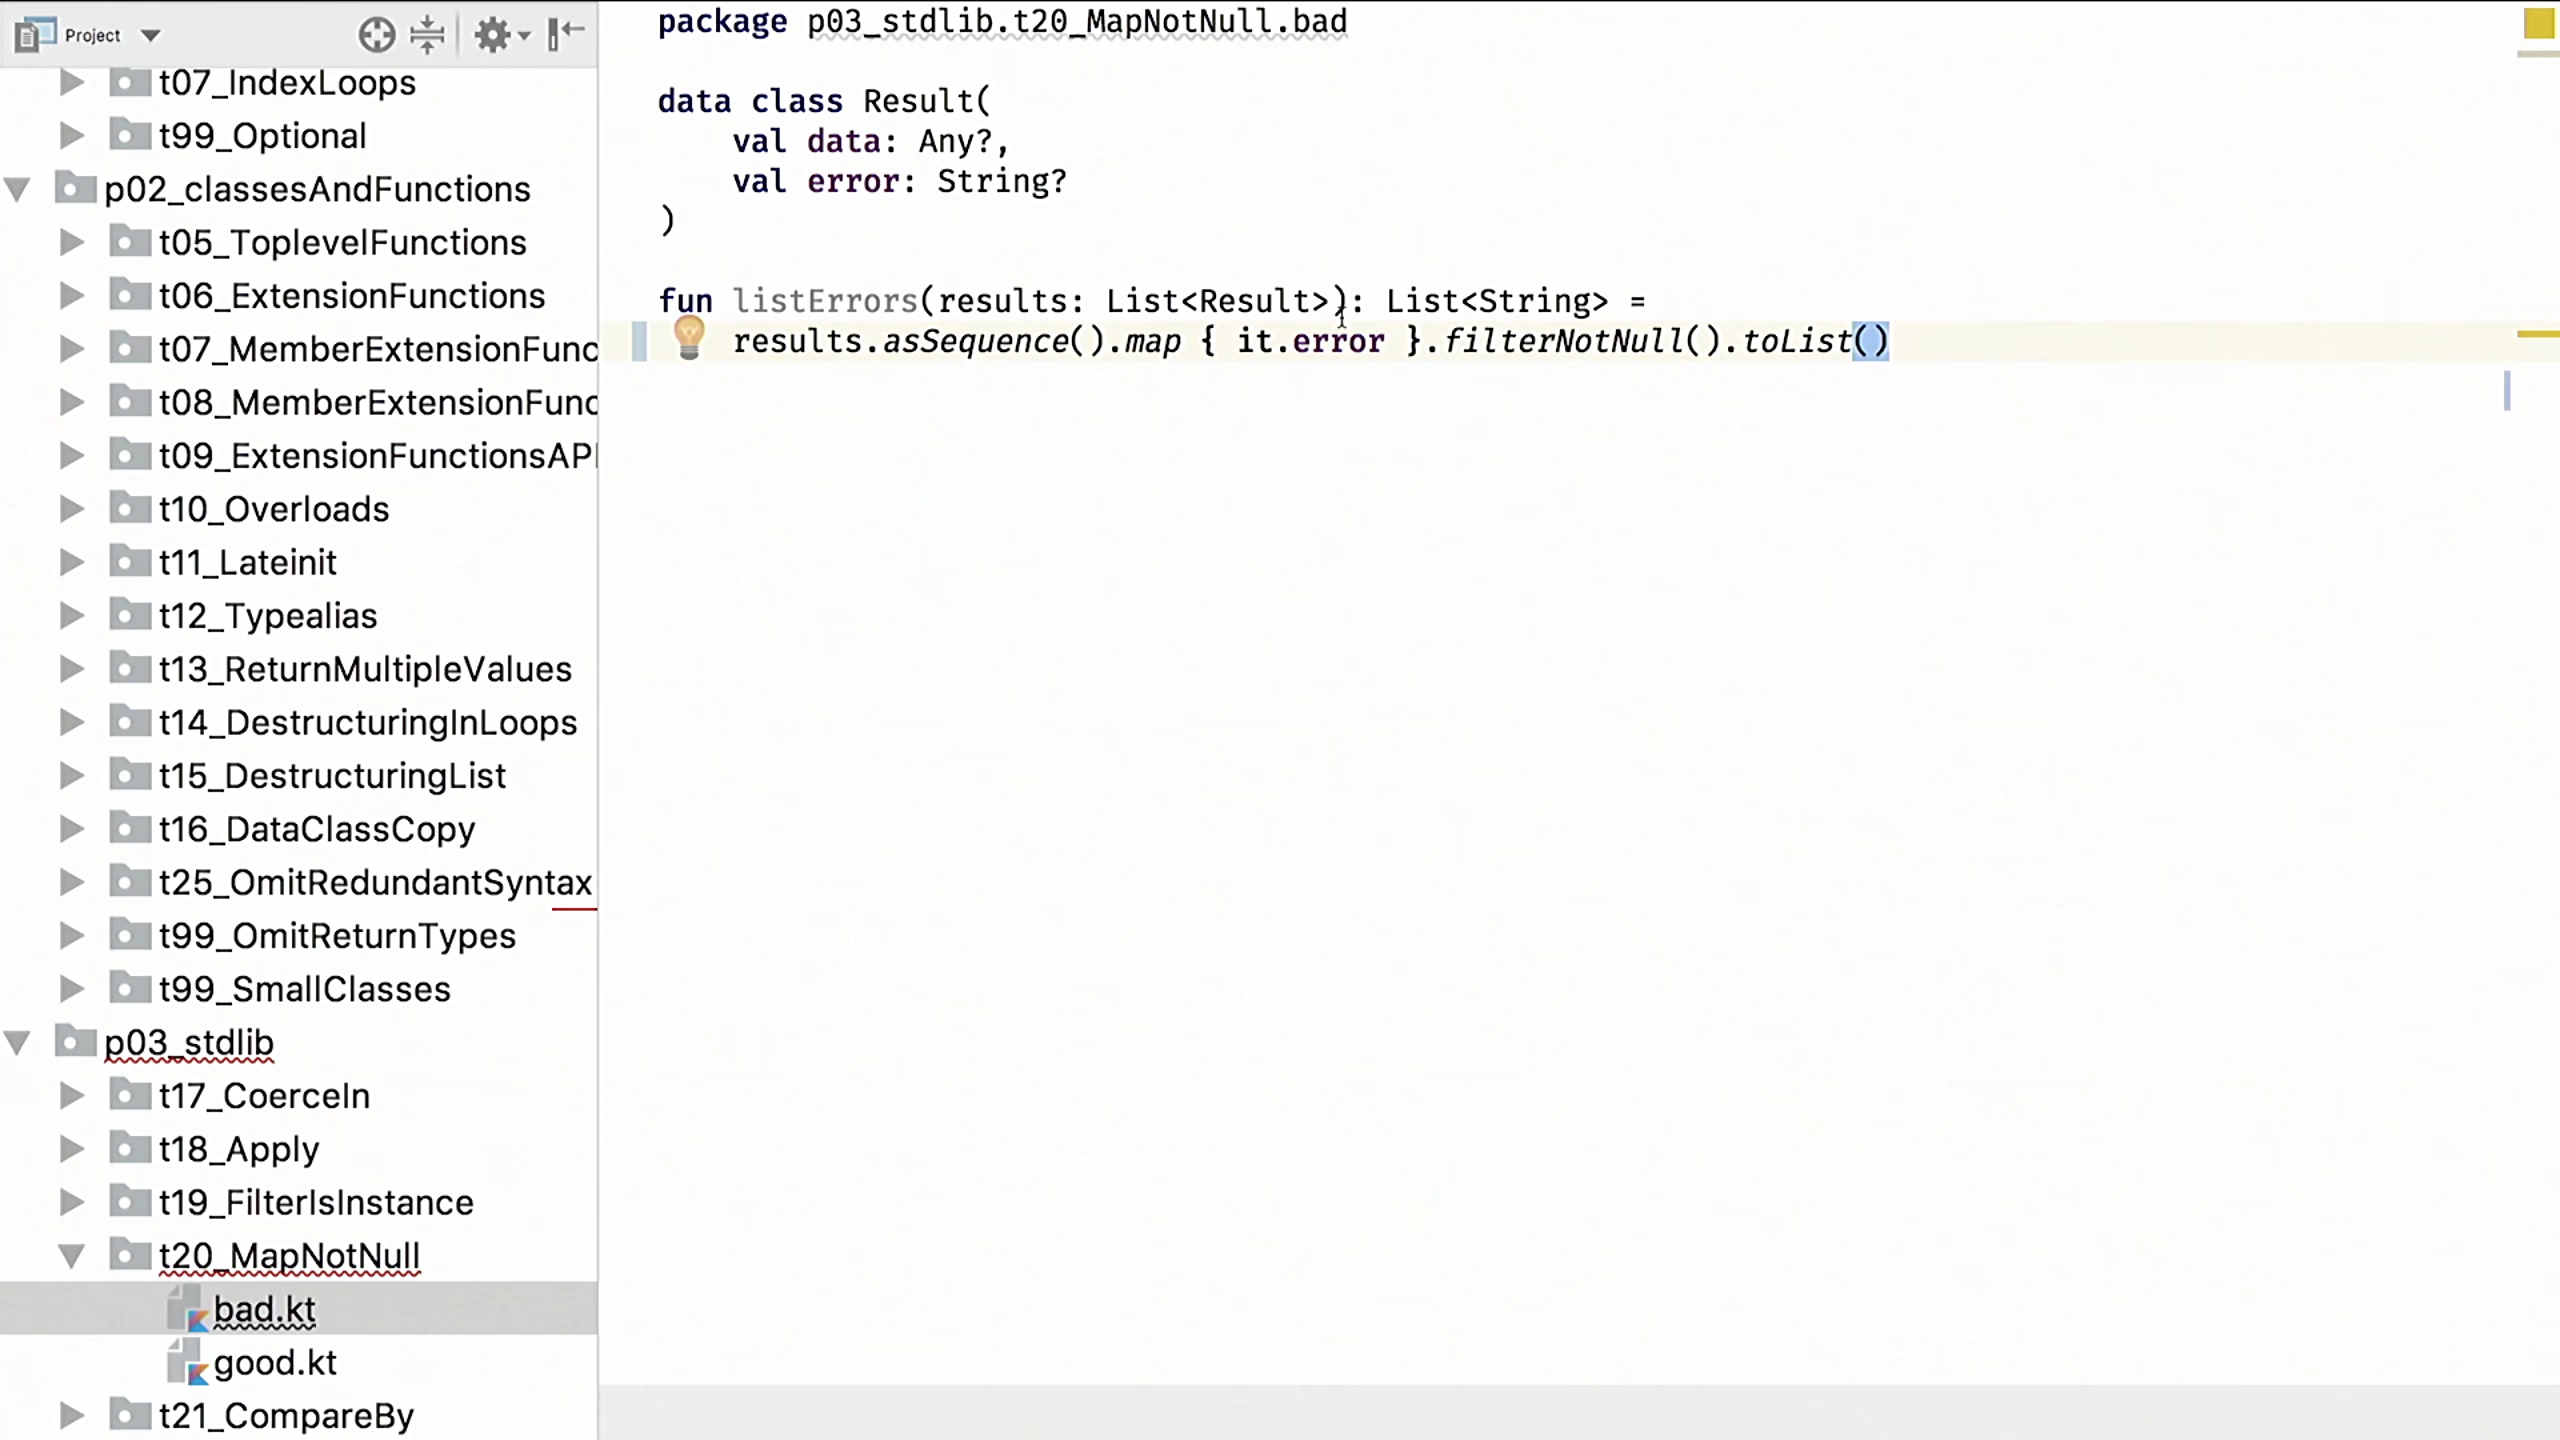 Project
t07_IndexLoops
t99_Optional
p02_classesAndFunctions
t05_ToplevelFunctions
t06_ExtensionFunctions
t07_MemberExtensionFunc
t08_MemberExtensionFunc
t09_ExtensionFunctionsAPI
t10_Overloads
t11_Lateinit
t12_Typealias
t13_ReturnMultipleValues
t14_DestructuringInLoops
t15_DestructuringList
t16_DataClassCopy
t25_OmitRedundantSyntax
t99_OmitReturnTypes
t99_SmallClasses
p03_stdlib
t17_CoerceIn
t18_Apply
t19_FilterIsInstance
t20_MapNotNull
bad.kt
good.kt
t21_CompareBy
package p03_stdlib.t20_MapNotNull.bad
data class Result(
val data: Any?,
val error: String?
)
fun listErrors(results: List<Result>): List<String> =
results.asSequence().map { it.error }.filterNotNull().toList()